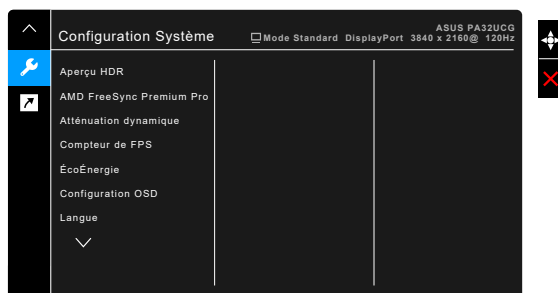 ASUS PA32UCG
Configuration Système
Mode Standard DisplayPort 3840 x 2160@ 120Hz
Aperçu HDR
AMD FreeSync Premium Pro
Atténuation dynamique
Compteur de FPS
ÉcoÉnergie
Configuration OSD
Langue